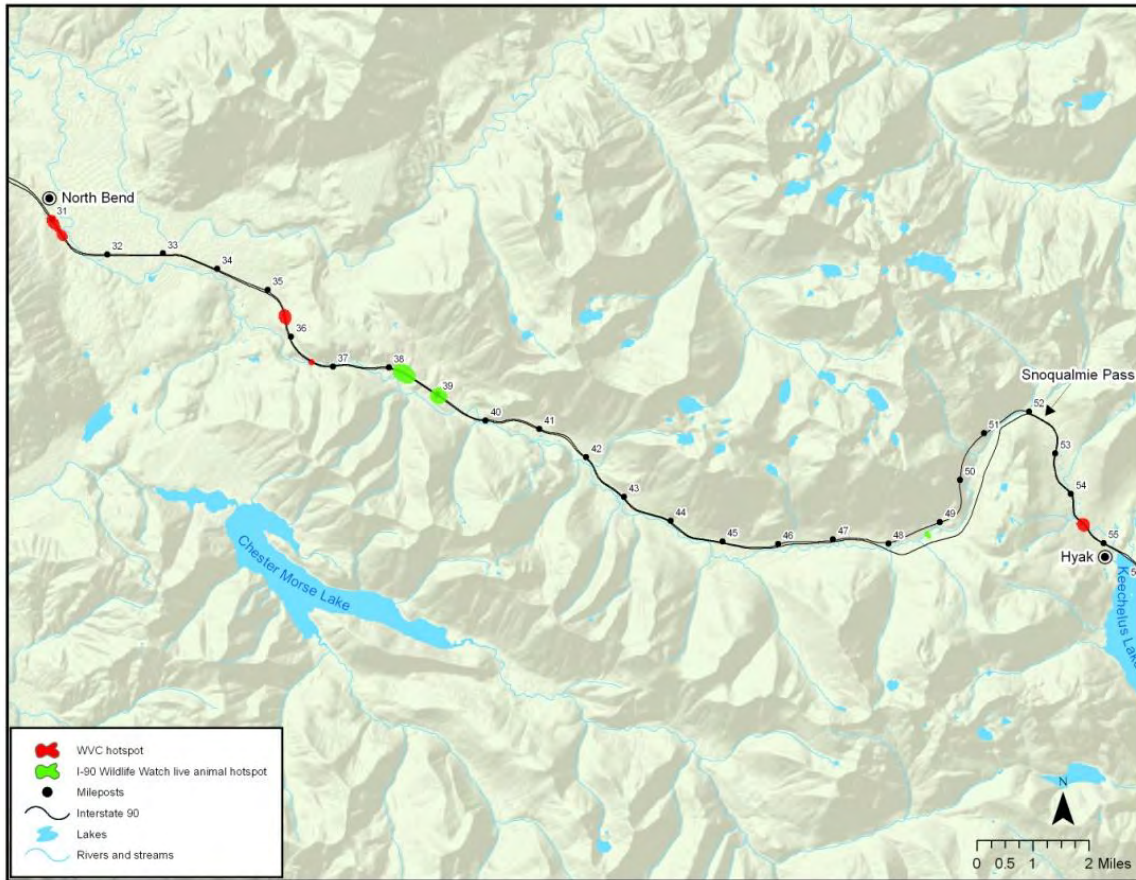 North Bend
31
32
33
34
35
36
37
38
39
40
41
42
43
44
45
46
47
48
49
50
51
52
Snoqualmie Pass
53
54
55
Hyak
Keechelus Lake
Chester Morse Lake
WVC hotspot
I-90 Wildlife Watch live animal hotspot
Mileposts
Interstate 90
Lakes
Rivers and streams
N
0 0.5 1 2 Miles